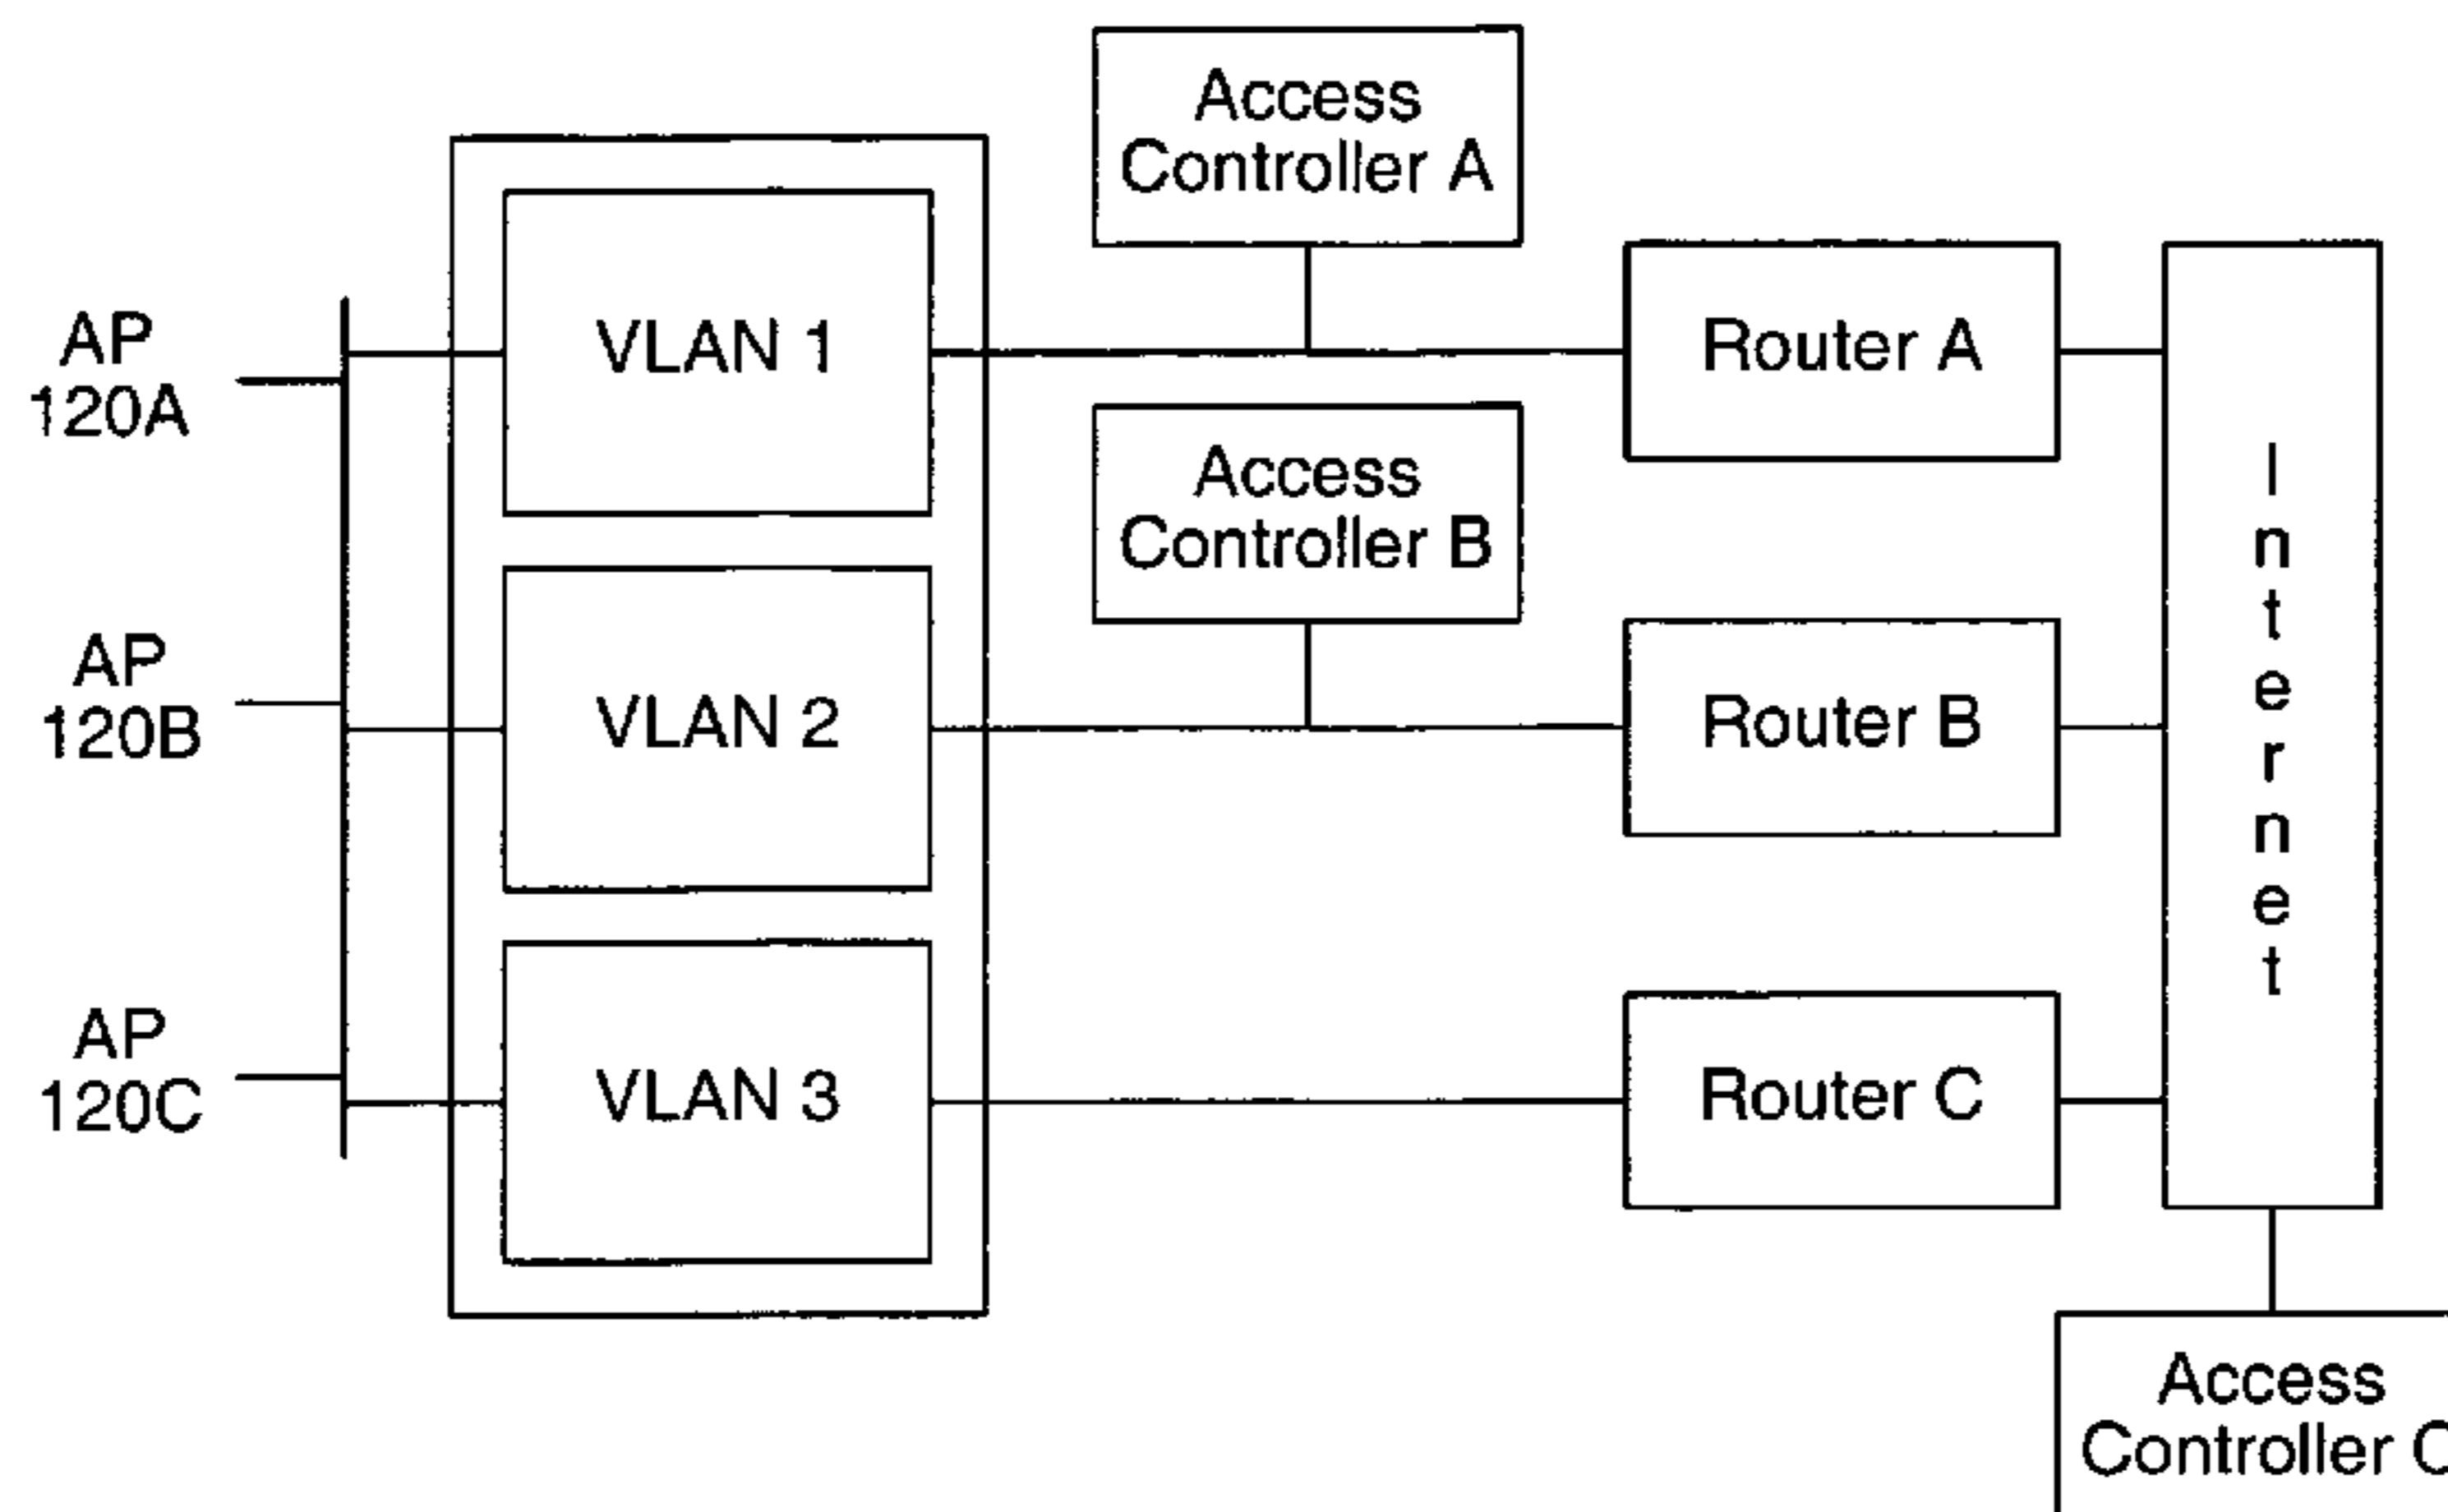 Access
Controller A
AP
120A
VLAN 1
Router A
Access
Controller B
Internet
AP
120B
VLAN 2
Router B
AP
120C
VLAN 3
Router C
Access
Controller